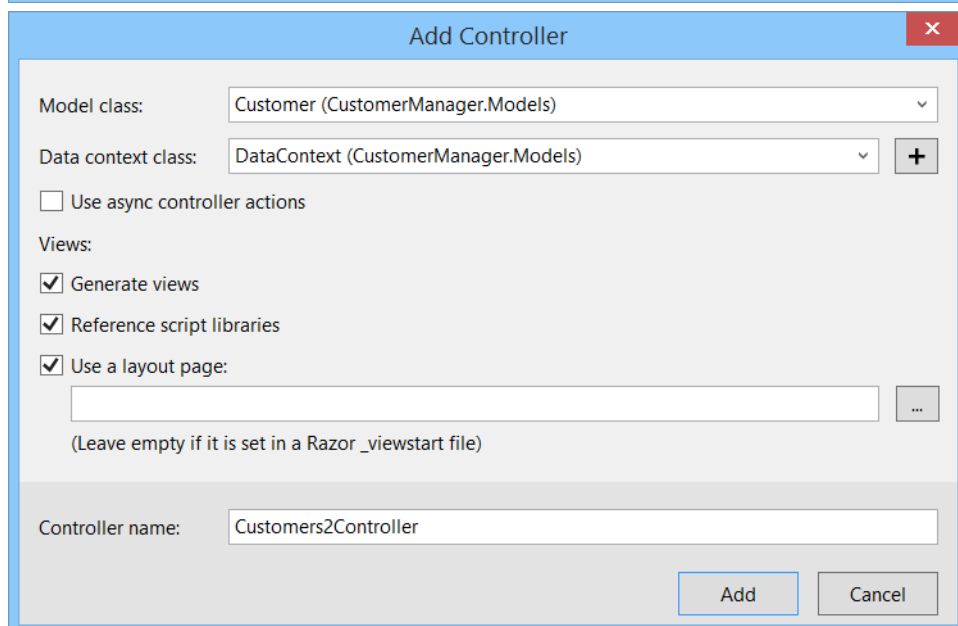 Add Controller
Model class: Customer (CustomerManager.Models)
Data context class: DataContext (CustomerManager.Models) +
Use async controller actions
Views:
Generate views
Reference script libraries
Use a layout page:
...
(Leave empty if it is set in a Razor _viewstart file)
Controller name: Customers2Controller
Add Cancel